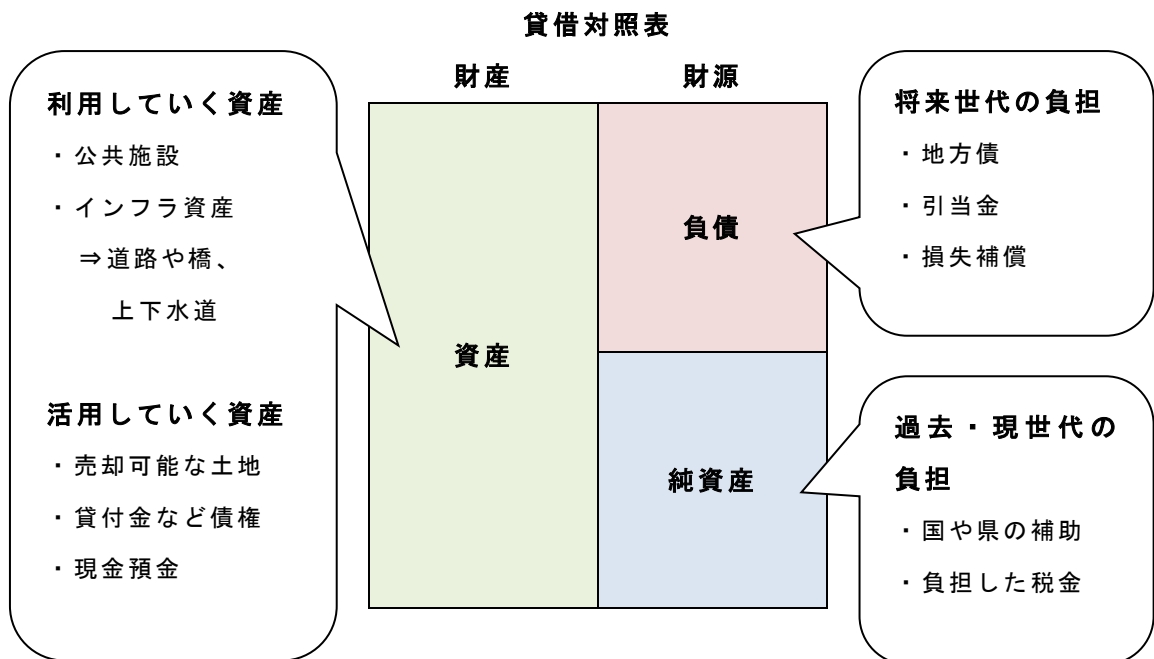 貸借対照表
財産
財源
利用していく資産
・公共施設
・インフラ資産
⇒道路や橋、
上下水道
活用していく資産
・売却可能な土地
・貸付金など債権
・現金預金
資産
負債
純資産
将来世代の負担
・地方債
・引当金
・損失補償
過去・現世代の
負担
・国や県の補助
・負担した税金